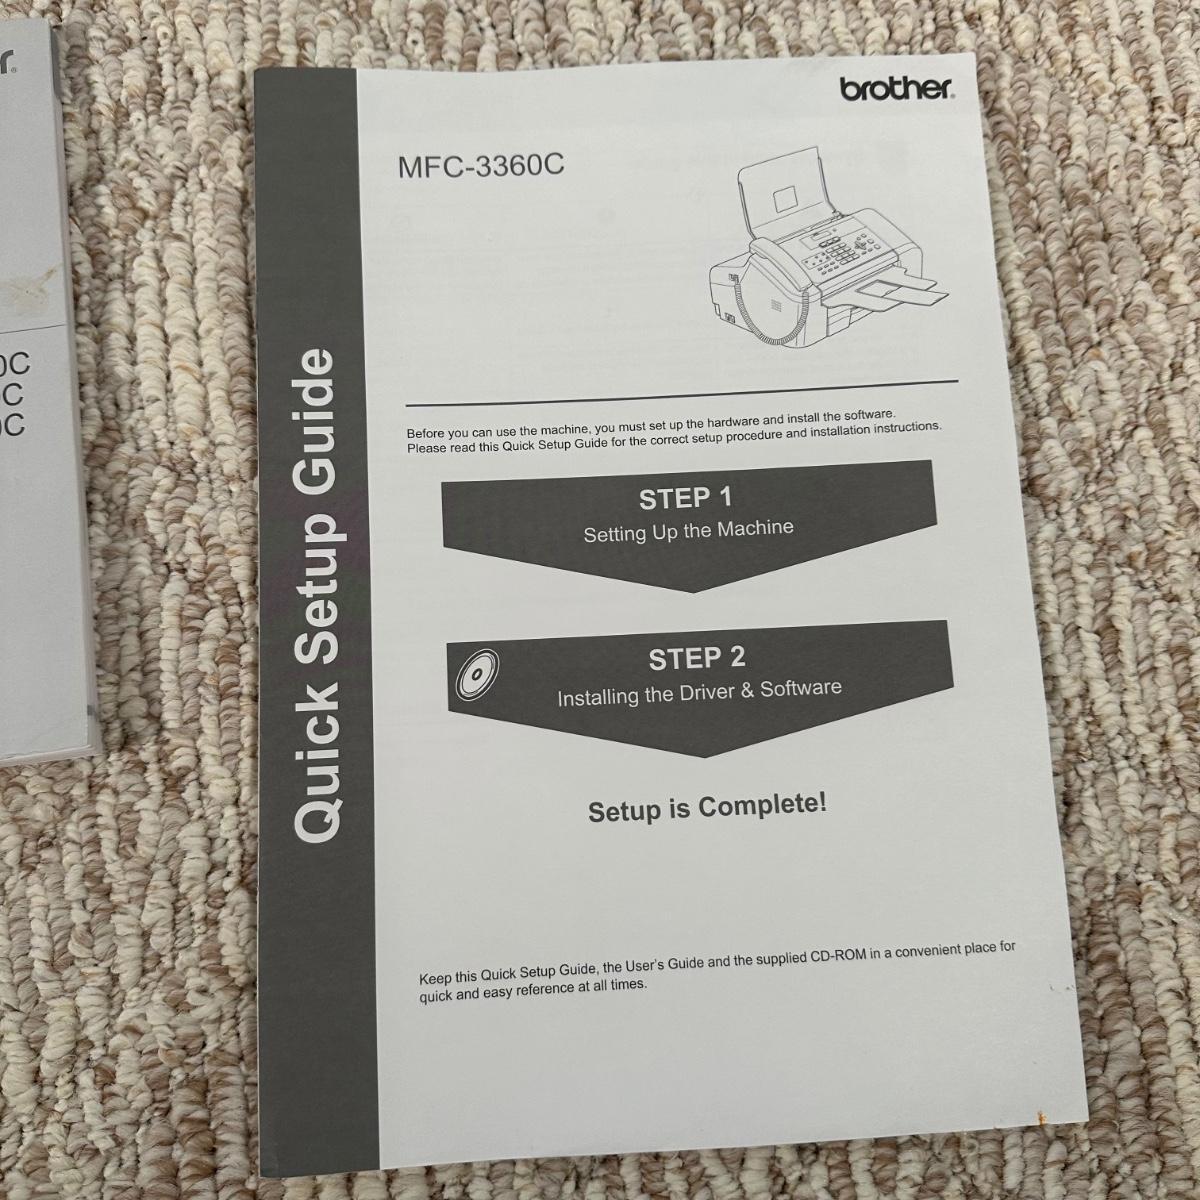 brother
MFC-3360C
Quick Setup Guide
Before you can use the machine, you must set up the hardware and install the software.
Please read this Quick Setup Guide for the correct setup procedure and installation instructions.
STEP 1
Setting Up the Machine
STEP 2
Installing the Driver & Software
Setup is Complete!
Keep this Quick Setup Guide, the User's Guide and the supplied CD-ROM in a convenient place for
quick and easy reference at all times.